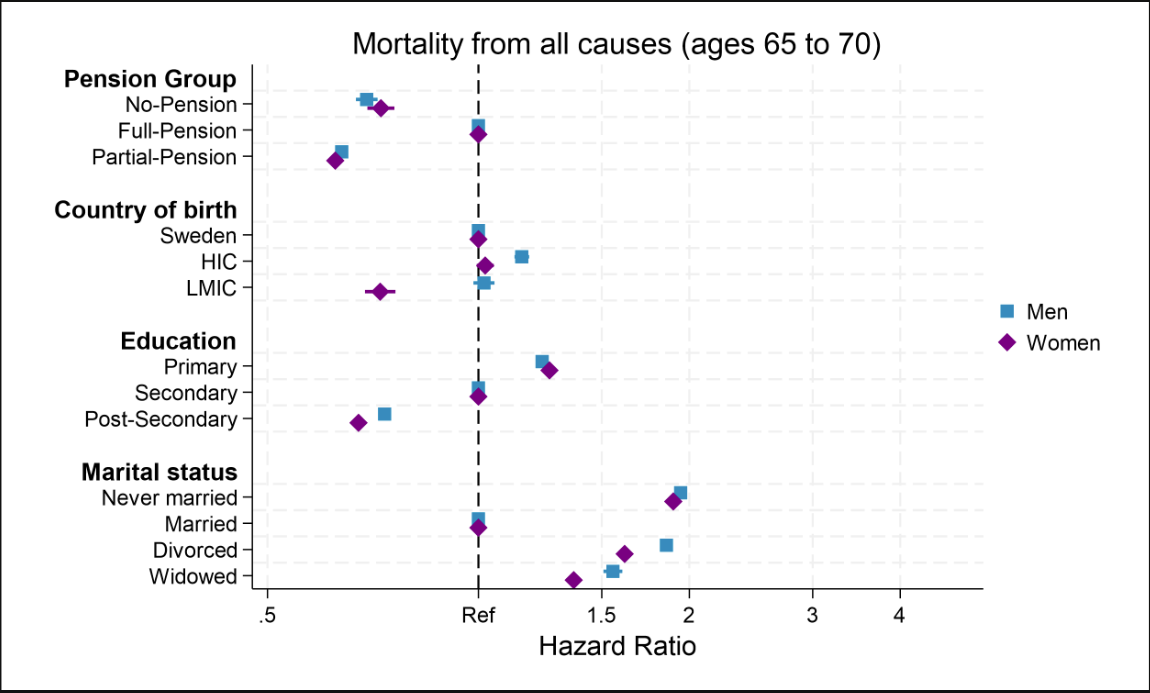 Mortality from all causes (ages 65 to 70)
Pension Group
No-Pension
Full-Pension
Partial-Pension
Country of birth
Sweden
HIC
LMIC
Education
Primary
Secondary
Post-Secondary
Marital status
Never married
Married
Divorced
Widowed
.5 Ref 1.5 2 3 4
Hazard Ratio
Men
Women